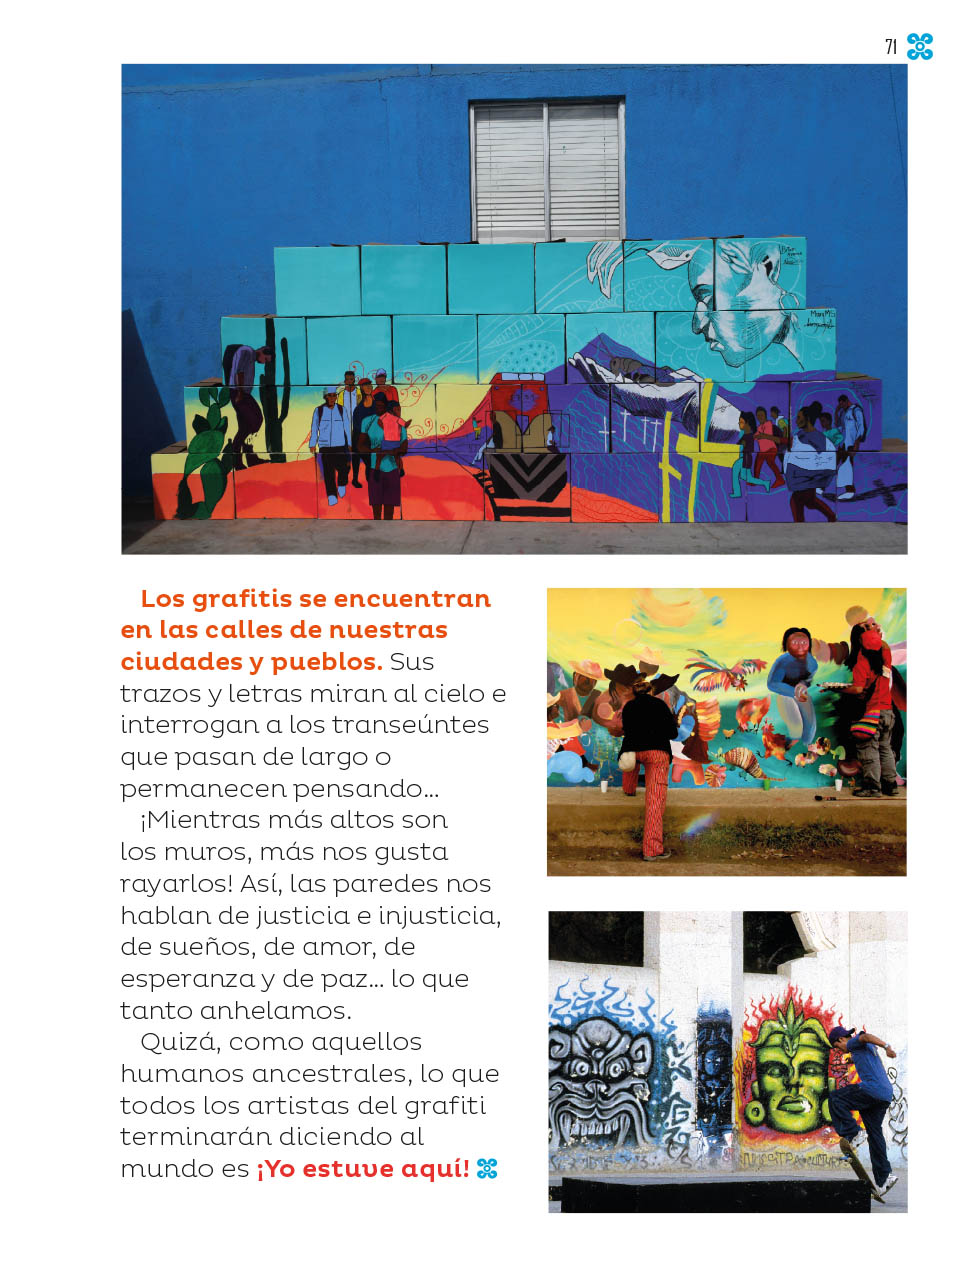 71
Los grafitis se encuentran
en las calles de nuestras
ciudades y pueblos. Sus
trazos y letras miran al cielo e
interrogan a los transeúntes
que pasan de largo o
permanecen pensando...
¡Mientras más altos son
los muros, más nos gusta
rayarlos! Así, las paredes nos
hablan de justicia e injusticia,
de sueños, de amor, de
esperanza y de paz... lo que
tanto anhelamos.
Quizá, como aquellos
humanos ancestrales, lo que
todos los artistas del grafiti
terminarán diciendo al
mundo es ¡Yo estuve aquí!
NUESTRA CULTURA